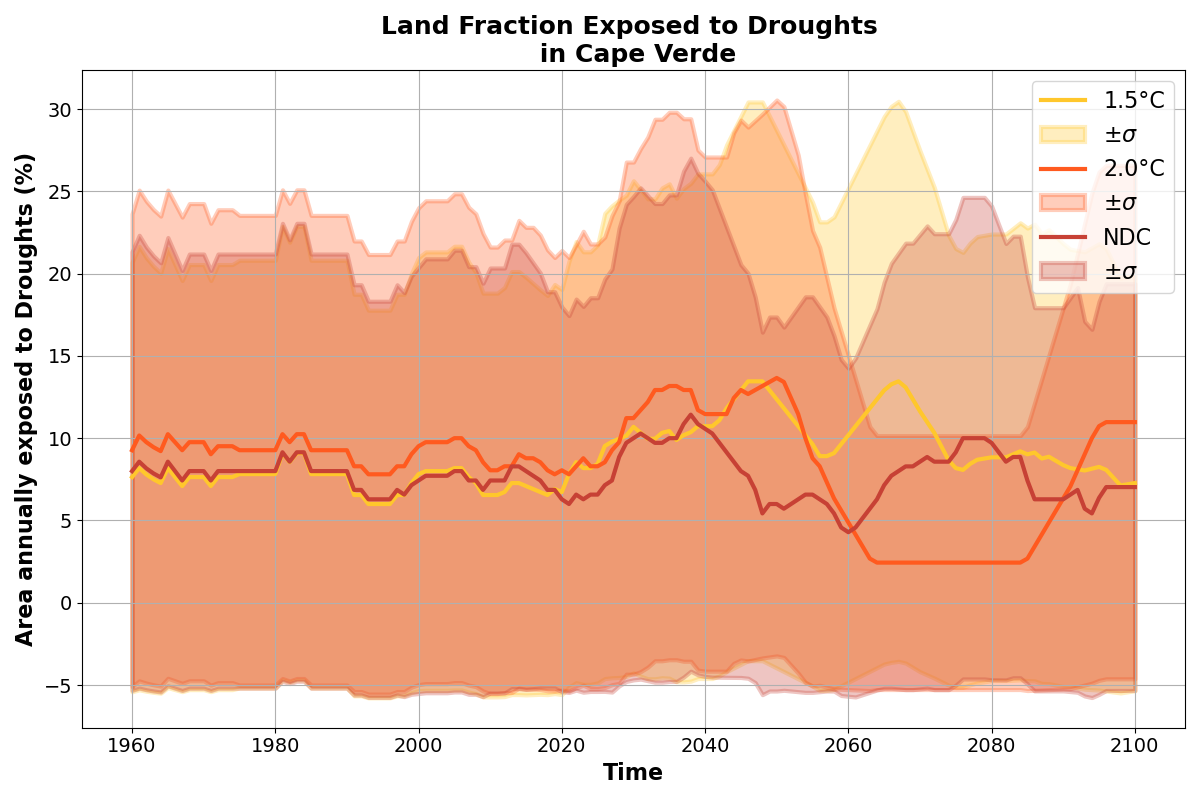 Land Fraction Exposed to Droughts
in Cape Verde
Area annually exposed to Droughts (%)
30
25
20
15
10
5
0
−5
1960
1980
2000
2020
2040
2060
2080
2100
Time
1.5°C
±σ
2.0°C
±σ
NDC
±σ